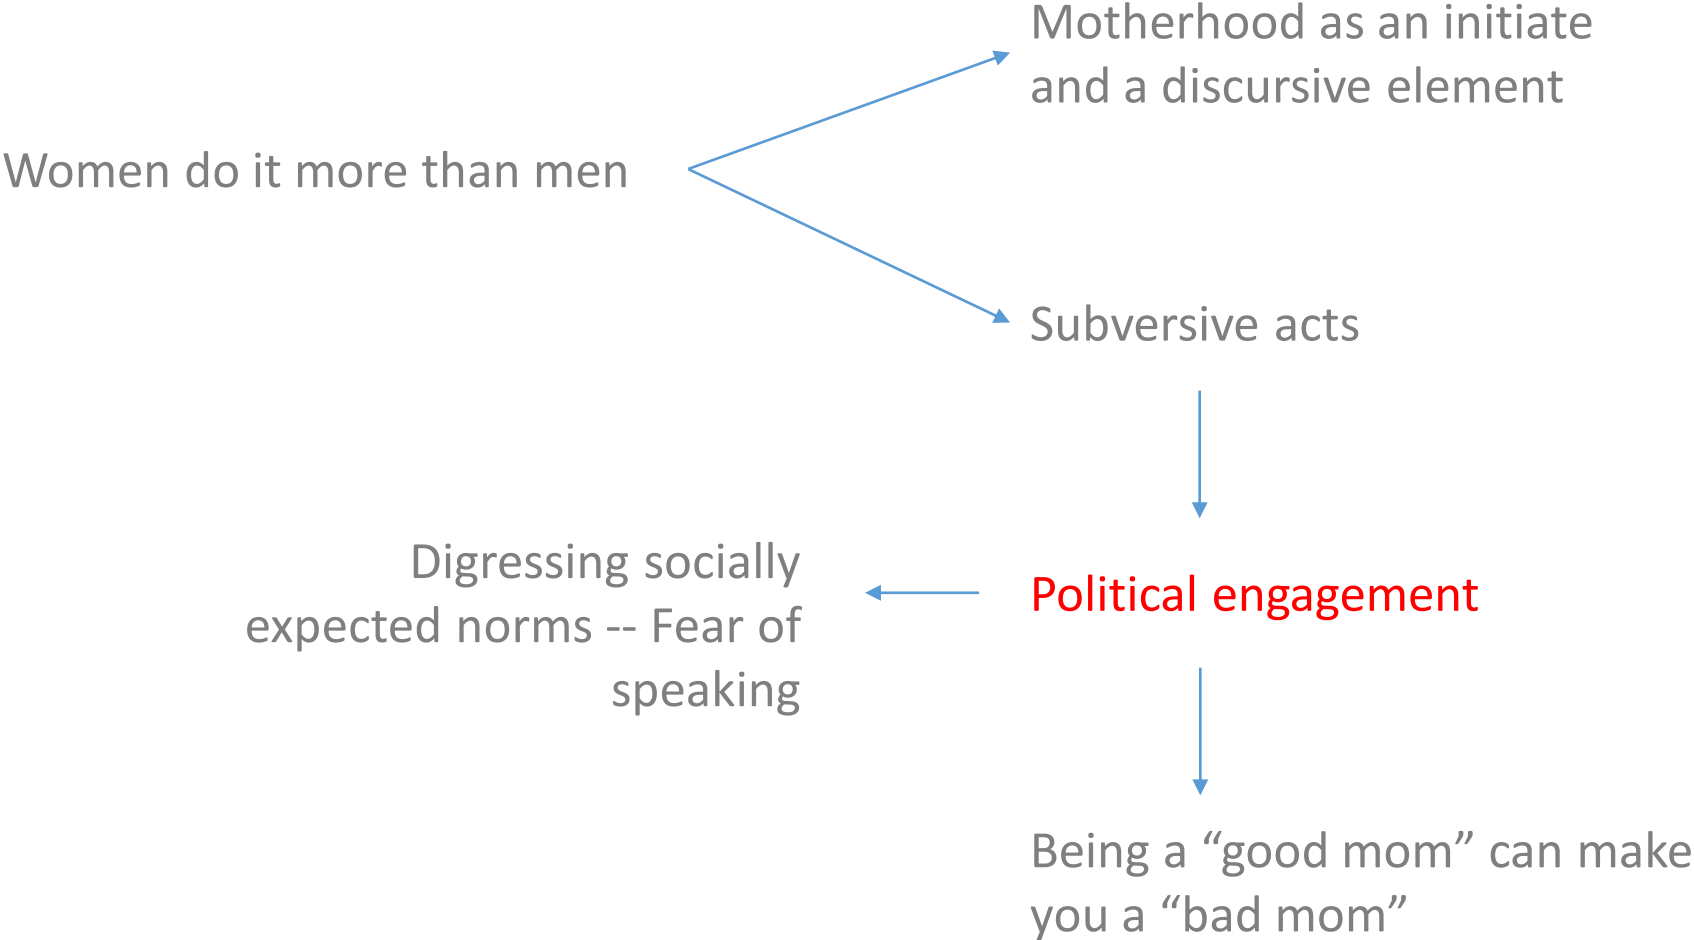 Motherhood as an initiate
and a discursive element
Women do it more than men
Subversive acts
Digressing socially
expected norms -- Fear of
speaking
Political engagement
Being a “good mom” can make
you a “bad mom”